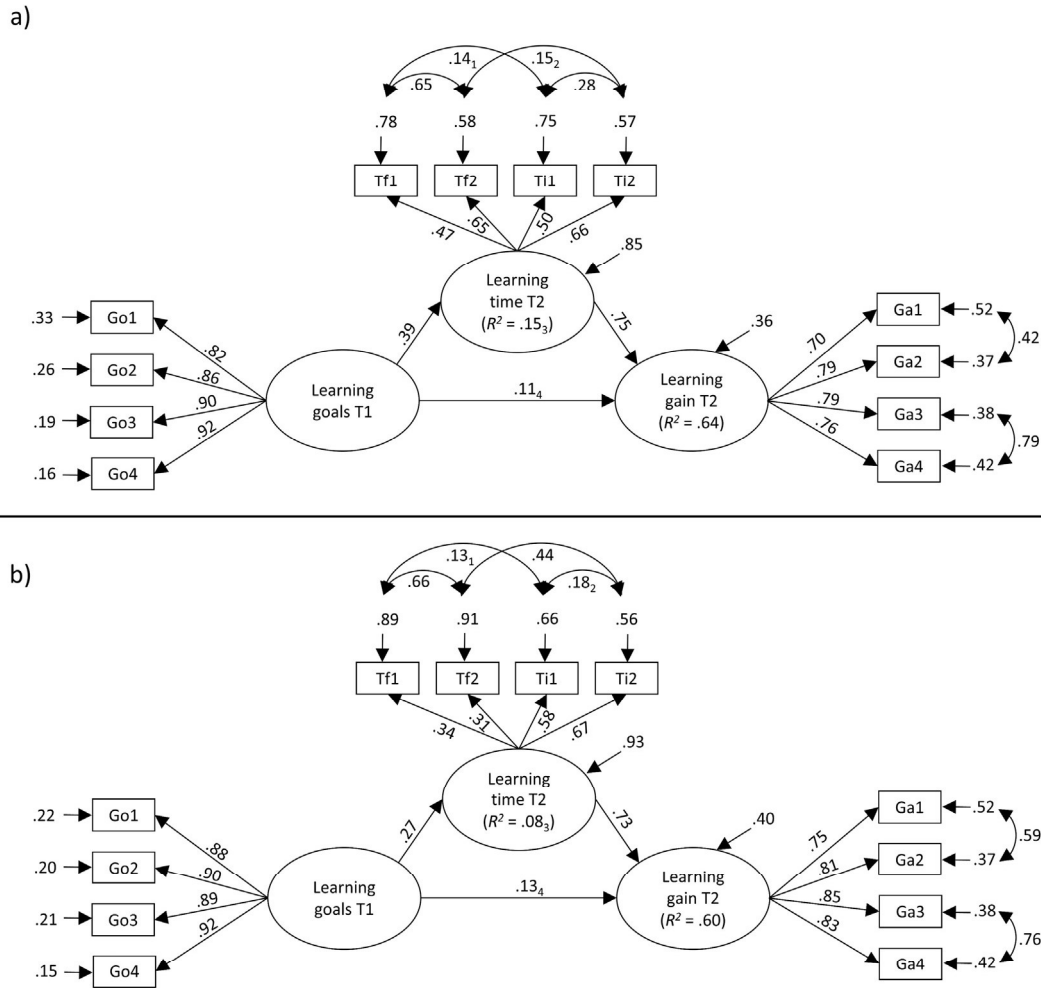 a)
.14₁ .15₂
.65 .28
.78 .58 .75 .57
Tf1 Tf2 Ti1 Ti2
.47 .65 .50 .66
.85
Learning
time T2
(R² = .15₃)
.33 Go1
.26 Go2
.19 Go3
.16 Go4
.82
.86
.90
.92
Learning
goals T1
.39
.75
.11₄
.36
Learning
gain T2
(R² = .64)
.70
.79
.79
.76
Ga1 .52
Ga2 .37
Ga3 .38
Ga4 .42
.42
.79
b)
.13₁ .44
.66 .18₂
.89 .91 .66 .56
Tf1 Tf2 Ti1 Ti2
.34 .31 .58 .67
.93
Learning
time T2
(R² = .08₃)
.22 Go1
.20 Go2
.21 Go3
.15 Go4
.88
.90
.89
.92
Learning
goals T1
.27
.73
.13₄
.40
Learning
gain T2
(R² = .60)
.75
.81
.85
.83
Ga1 .52
Ga2 .37
Ga3 .38
Ga4 .42
.59
.76